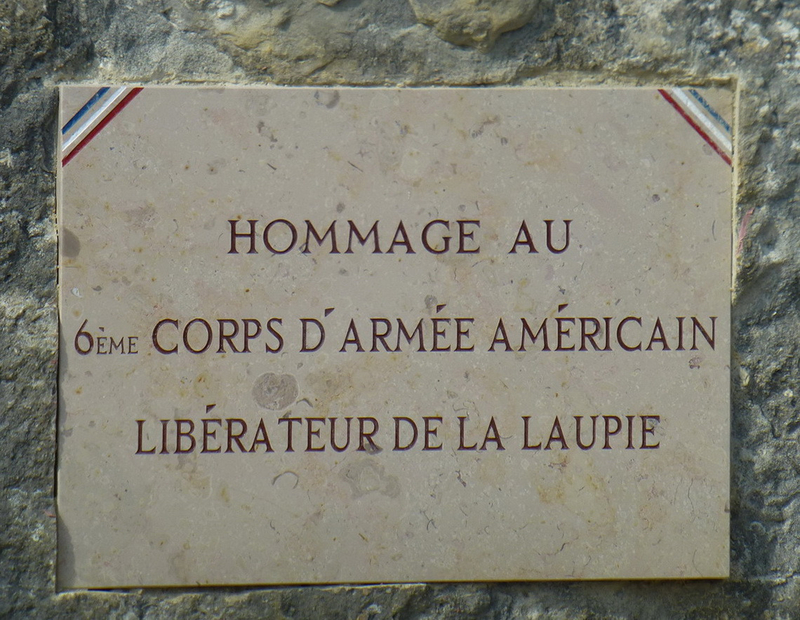 HOMMAGE AU
6ÈME CORPS D'ARMÉE AMÉRICAIN
LIBÉRATEUR DE LA LAUPIE